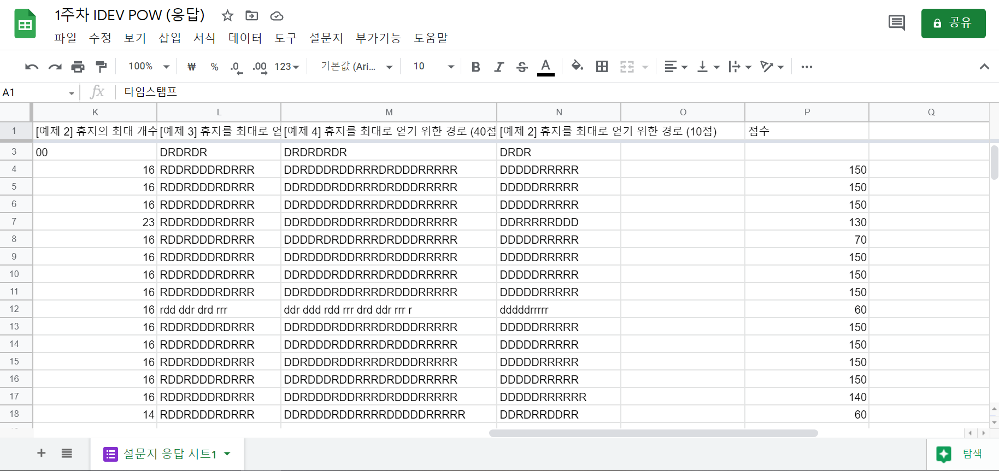 1주차 IDEV POW (응답)
파일 수정 보기 삽입 서식 데이터 도구 설문지 부가기능 도움말
공유
100% ₩ % .0 .00 123 기본값 (Ari... 10 B I S A
A1 fx 타임스탬프
K L M N O P Q
1 [예제 2] 휴지의 최대 개수 [예제 3] 휴지를 최대로 얻 [예제 4] 휴지를 최대로 얻기 위한 경로 (40점 [예제 2] 휴지를 최대로 얻기 위한 경로 (10점) 점수
3 00 DRDRDR DRDRDRDR DRDR
4 16 RDDRDDDRDRRR DDRDDDRDDRRRDRDDDRRRRR DDDDDRRRRR 150
5 16 RDDRDDDRDRRR DDRDDDRDDRRRDRDDDRRRRR DDDDDRRRRR 150
6 16 RDDRDDDRDRRR DDRDDDRDDRRRDRDDDRRRRR DDDDDRRRRR 150
7 23 RDDRDDDRDRRR DDRDDDRDDRRRDRDDDRRRRR DDRRRRRDDD 130
8 16 RDDRDDDRDRRR DDDDRDRDDRRRDRDDDRRRRR DDDDDRRRRR 70
9 16 RDDRDDDRDRRR DDRDDDRDDRRRDRDDDRRRRR DDDDDRRRRR 150
10 16 RDDRDDDRDRRR DDRDDDRDDRRRDRDDDRRRRR DDDDDRRRRR 150
11 16 RDDRDDDRDRRR DDRDDDRDDRRRDRDDDRRRRR DDDDDRRRRR 150
12 16 rdd ddr drd rrr ddr ddd rdd rrr drd ddr rrr r dddddrrrrr 60
13 16 RDDRDDDRDRRR DDRDDDRDDRRRDRDDDRRRRR DDDDDRRRRR 150
14 16 RDDRDDDRDRRR DDRDDDRDDRRRDRDDDRRRRR DDDDDRRRRR 150
15 16 RDDRDDDRDRRR DDRDDDRDDRRRDRDDDRRRRR DDDDDRRRRR 150
16 16 RDDRDDDRDRRR DDRDDDRDDRRRDRDDDRRRRR DDDDDRRRRR 150
17 16 RDDRDDDRDRRR DDRDDDRDDRRRDRDDDRRRRR DDDDDRRRRRR 140
18 14 RDDRDDDRDRRR DDRDDDRDDRRRRDDDDDRRRRR DDRDRRDDRR 60
설문지 응답 시트1
탐색